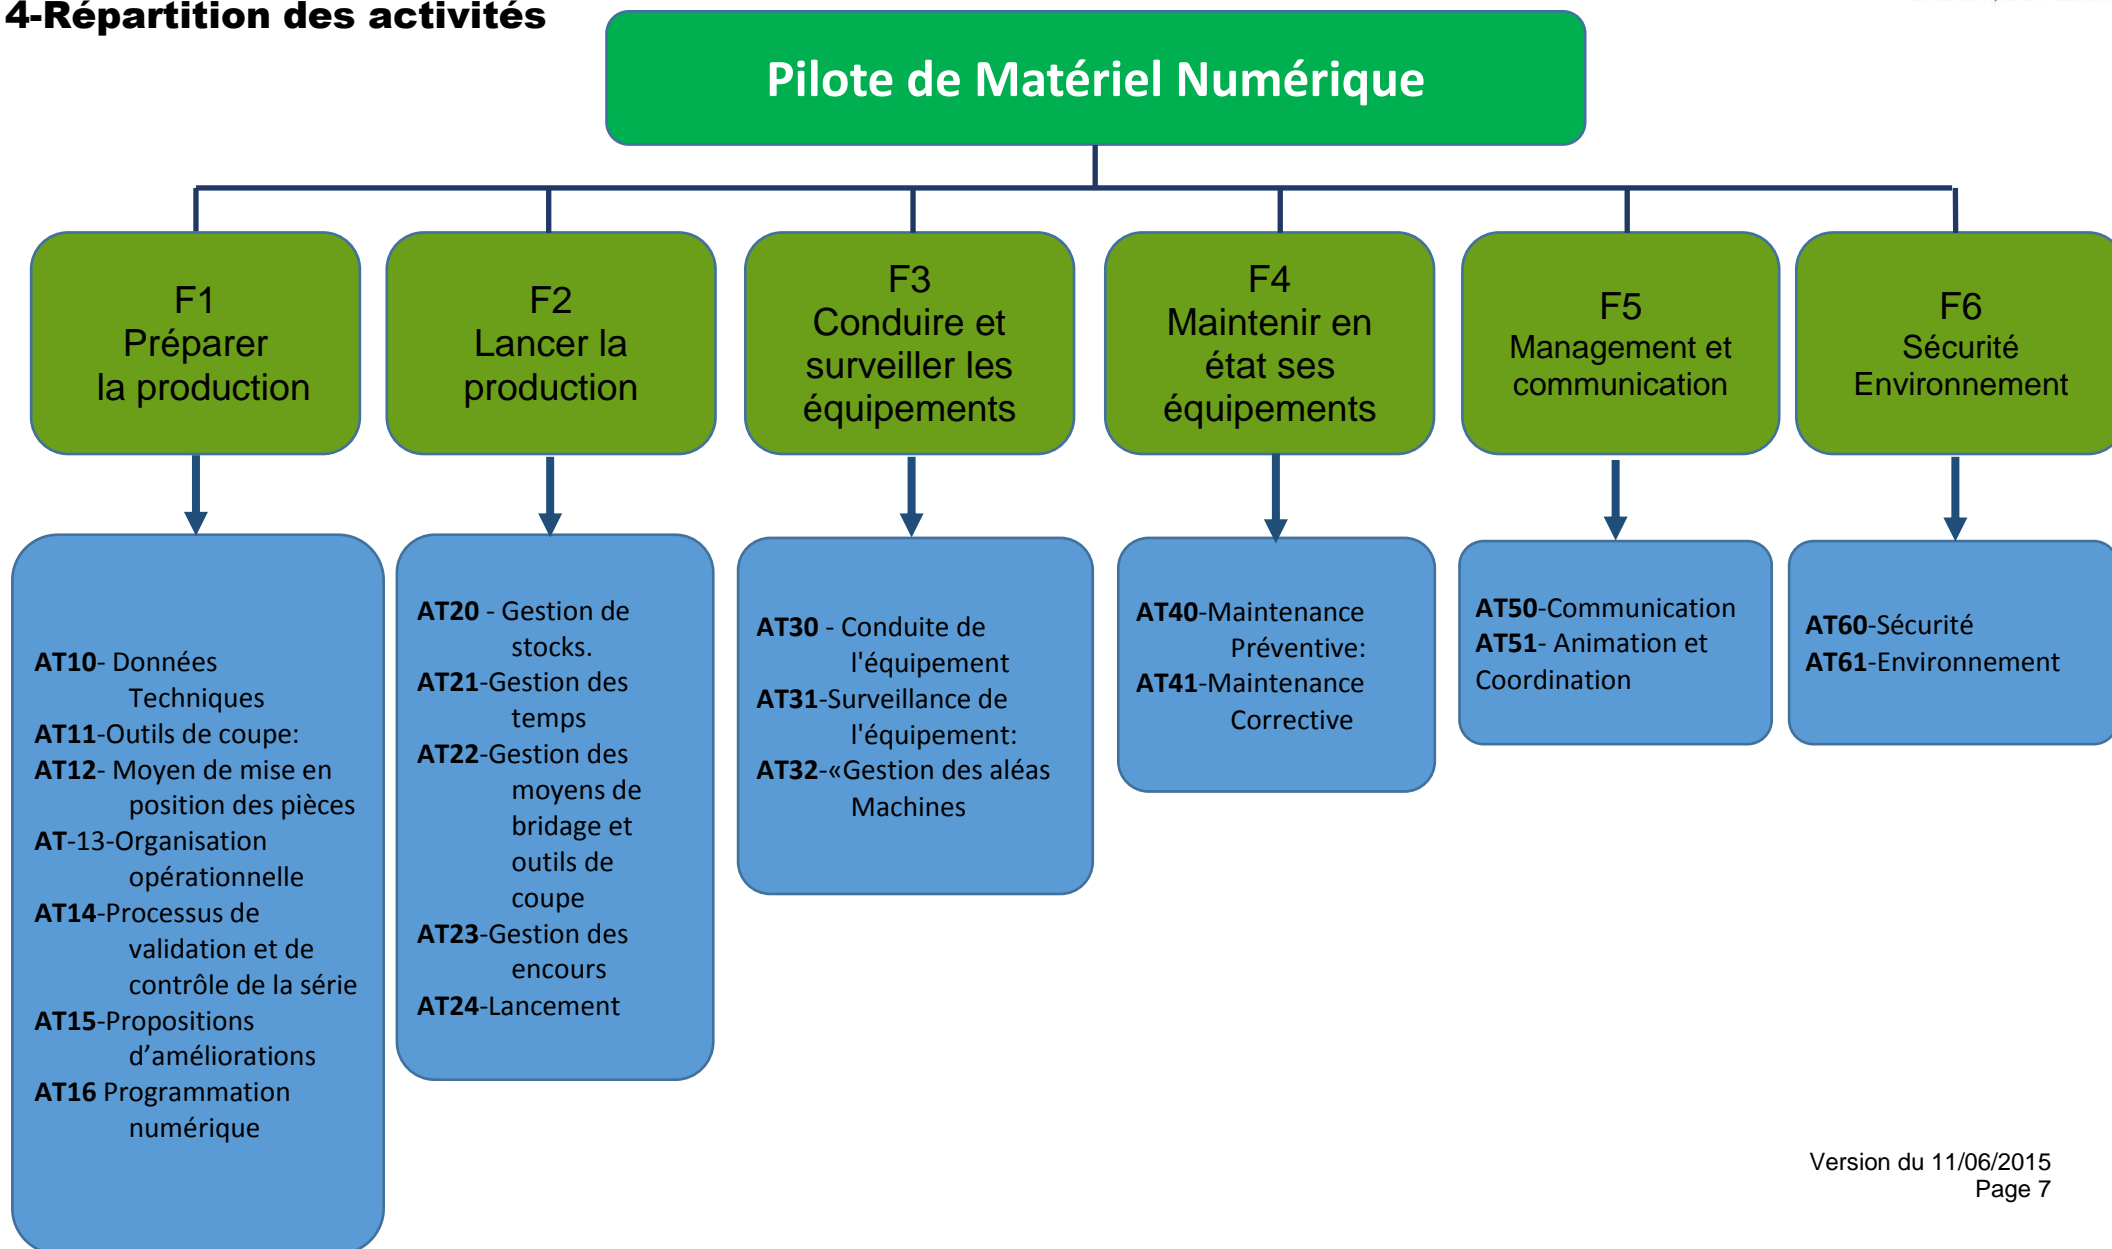 4-Répartition des activités
Pilote de Matériel Numérique
F1
Préparer
la production
F2
Lancer la
production
F3
Conduire et
surveiller les
équipements
F4
Maintenir en
état ses
équipements
F5
Management et
communication
F6
Sécurité
Environnement
AT10- Données
Techniques
AT11-Outils de coupe:
AT12- Moyen de mise en
position des pièces
AT-13-Organisation
opérationnelle
AT14-Processus de
validation et de
contrôle de la série
AT15-Propositions
d’améliorations
AT16 Programmation
numérique
AT20 - Gestion de
stocks.
AT21-Gestion des
temps
AT22-Gestion des
moyens de
bridage et
outils de
coupe
AT23-Gestion des
encours
AT24-Lancement
AT30 - Conduite de
l'équipement
AT31-Surveillance de
l'équipement:
AT32-«Gestion des aléas
Machines
AT40-Maintenance
Préventive:
AT41-Maintenance
Corrective
AT50-Communication
AT51- Animation et
Coordination
AT60-Sécurité
AT61-Environnement
Version du 11/06/2015
Page 7